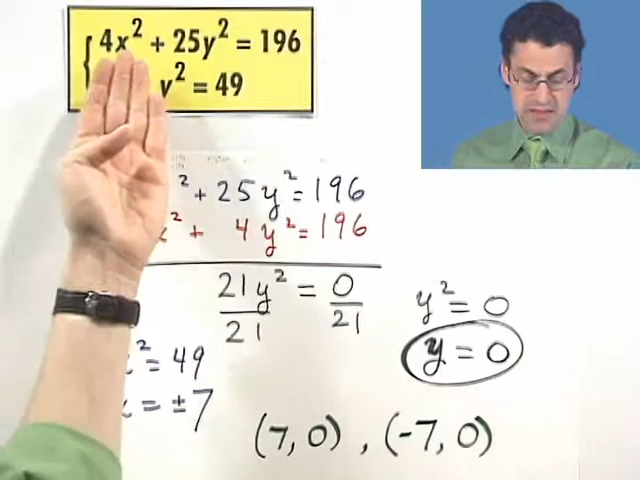 4x² + 25y² = 196
y² = 49
² + 25y² = 196
² + 4y² = 196
21y² = 0
21 21
y² = 0
y = 0
² = 49
= ±7
(7, 0), (-7, 0)